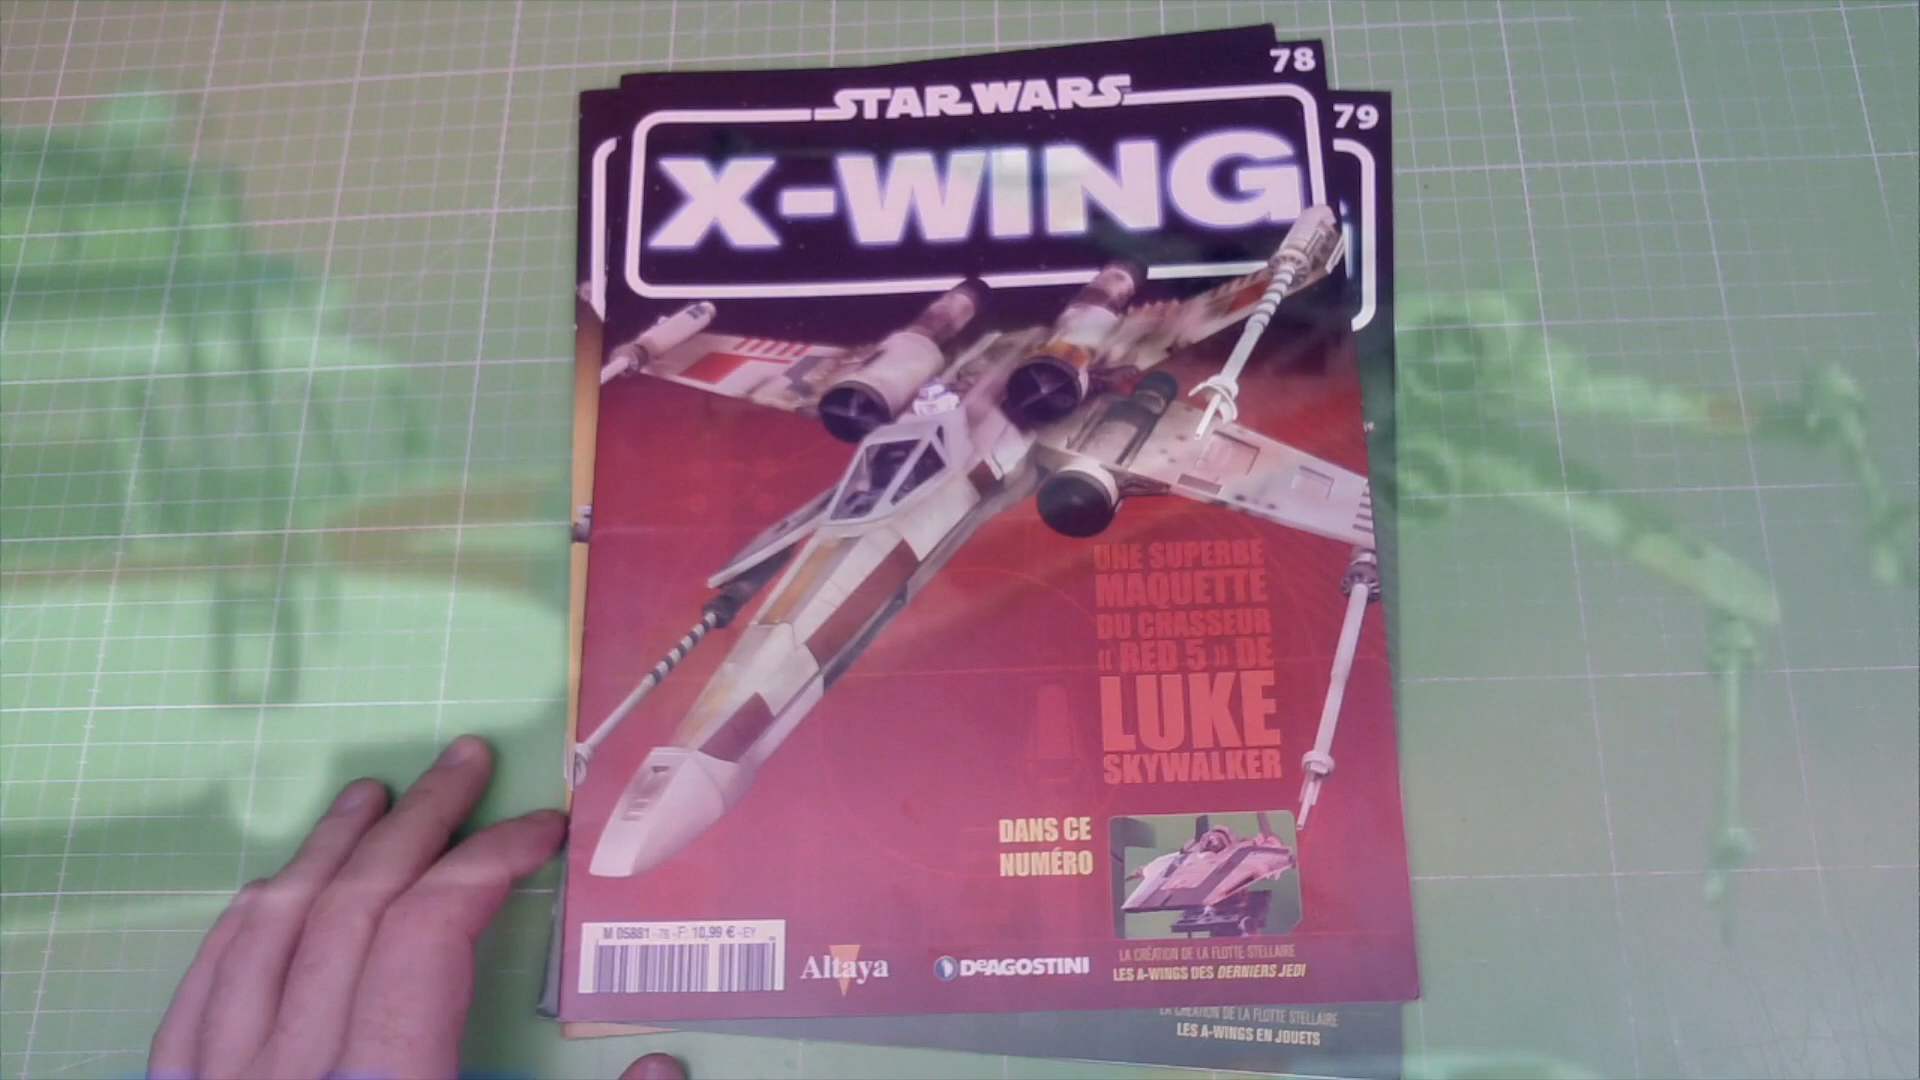 78
STAR WARS
79
X-WING
UNE SUPERBE
MAQUETTE
DU CHASSEUR
« RED 5 » DE
LUKE
SKYWALKER
DANS CE
NUMÉRO
M 05881 - 78 - F: 10,99 € - EY
Altaya
DeAGOSTINI
LA CRÉATION DE LA FLOTTE STELLAIRE
LES A-WINGS DES DERNIERS JEDI
LA CRÉATION DE LA FLOTTE STELLAIRE
LES A-WINGS EN JOUETS